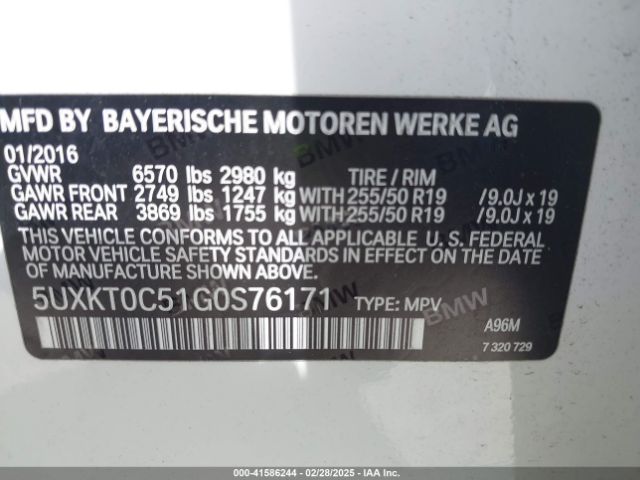 MFD BY BAYERISCHE MOTOREN WERKE AG
01/2016
GVWR 6570 lbs 2980 kg TIRE / RIM
GAWR FRONT 2749 lbs 1247 kg WITH 255/50 R19 /9.0J x 19
GAWR REAR 3869 lbs 1755 kg WITH 255/50 R19 /9.0J x 19
THIS VEHICLE CONFORMS TO ALL APPLICABLE U.S. FEDERAL
MOTOR VEHICLE SAFETY STANDARDS IN EFFECT ON THE DATE OF
MANUFACTURE SHOWN ABOVE.
5UXKT0C51G0S76171 TYPE: MPV
A96M
7 320 729
BMW
000-41586244 - 02/28/2025 - IAA Inc.